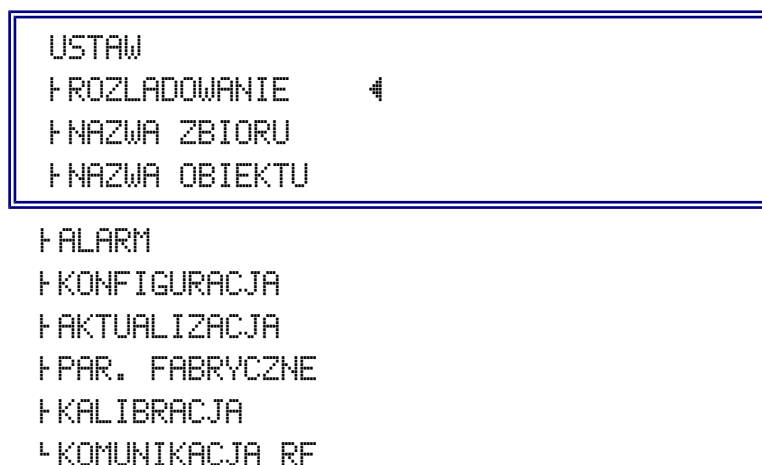 USTAW
ROZLADOWANIE
NAZWA ZBIORU
NAZWA OBIEKTU
ALARM
KONFIGURACJA
AKTUALIZACJA
PAR. FABRYCZNE
KALIBRACJA
KOMUNIKACJA RF